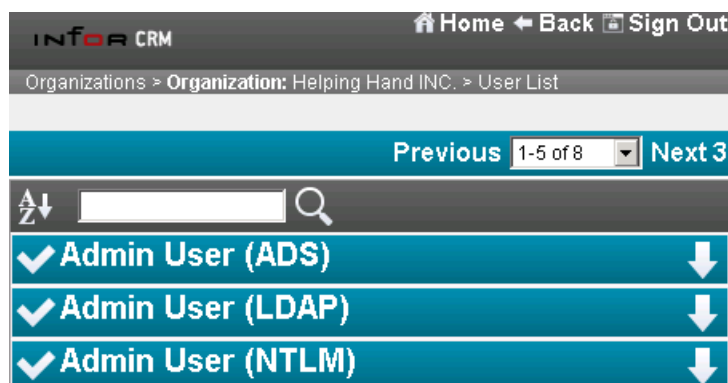 Home Back Sign Out
infor CRM
Organizations > Organization: Helping Hand INC. > User List
Previous 1-5 of 8 Next 3
A
Z
Admin User (ADS)
Admin User (LDAP)
Admin User (NTLM)